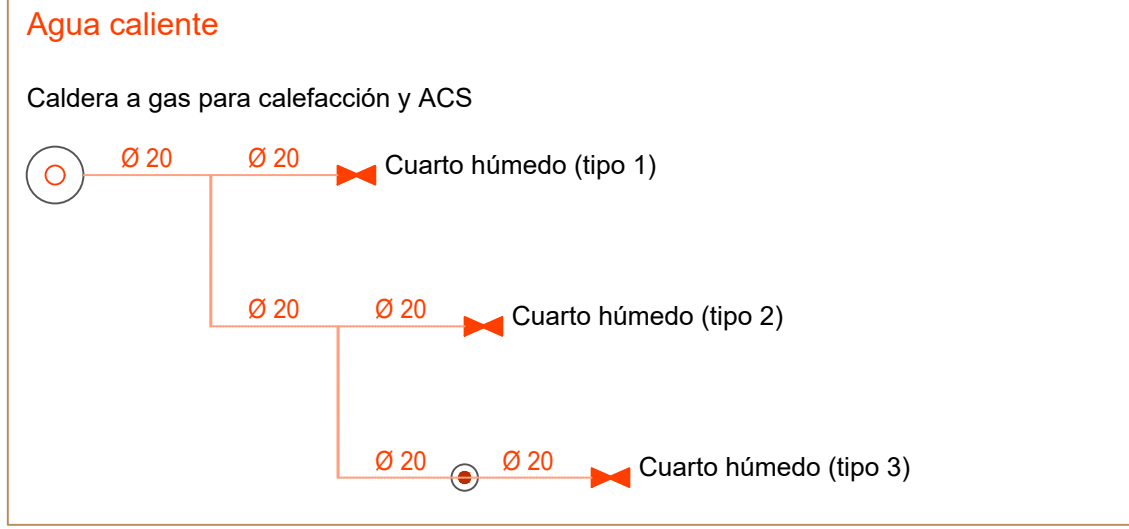 Agua caliente
Caldera a gas para calefacción y ACS
Ø 20 Ø 20 Cuarto húmedo (tipo 1)
Ø 20 Ø 20 Cuarto húmedo (tipo 2)
Ø 20 Ø 20 Cuarto húmedo (tipo 3)